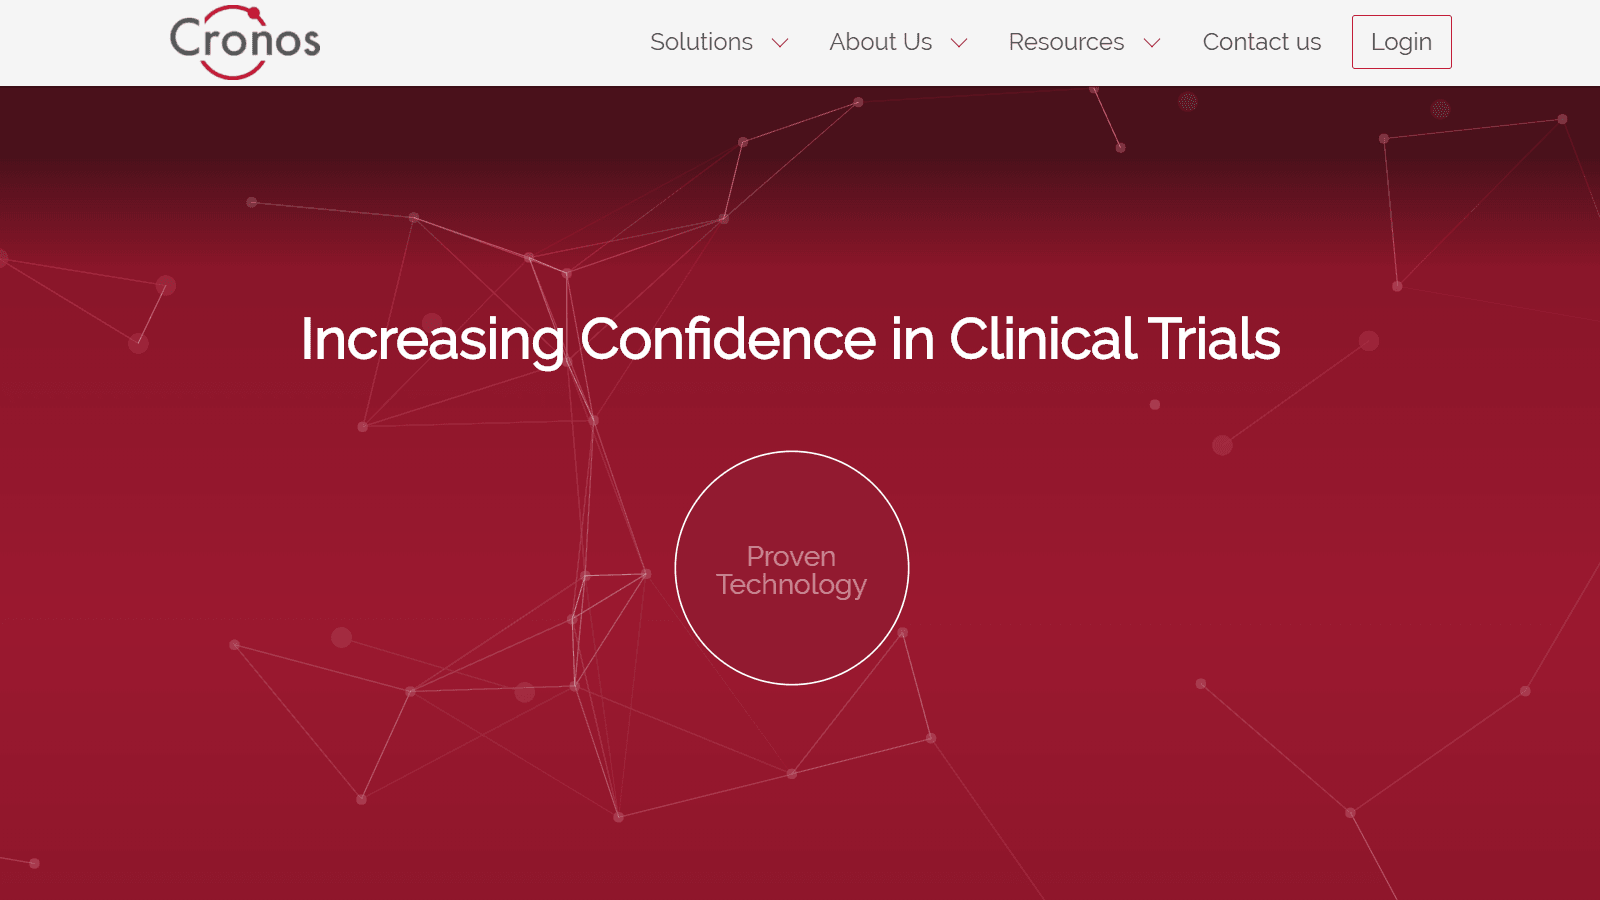 Cronos
Solutions
About Us
Resources
Contact us
Login
Increasing Confidence in Clinical Trials
Proven
Technology